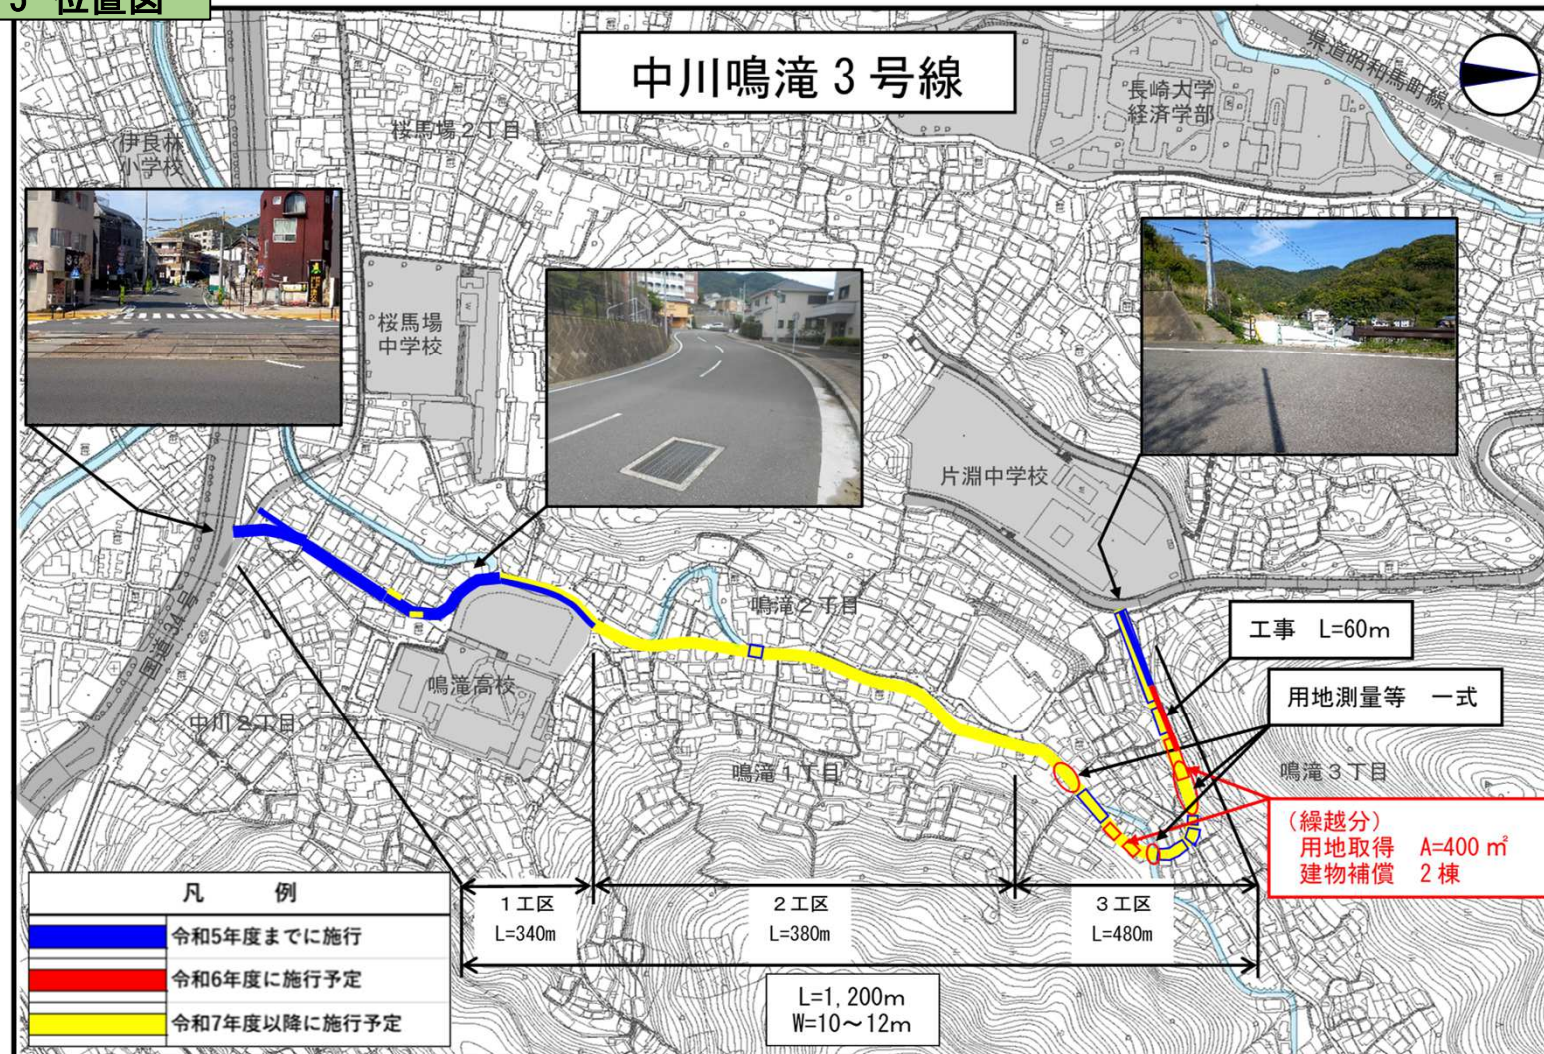 5 位置図
中川鳴滝3号線
県道昭和馬町線
長崎大学
経済学部
伊良林
小学校
桜馬場2丁目
桜馬場
中学校
片淵中学校
国道34号
鳴滝2丁目
工事 L=60m
用地測量等 一式
鳴滝高校
中川2丁目
鳴滝1丁目
鳴滝3丁目
(繰越分)
用地取得 A=400㎡
建物補償 2棟
凡 例
令和5年度までに施行
令和6年度に施行予定
令和7年度以降に施行予定
1工区
L=340m
2工区
L=380m
3工区
L=480m
L=1,200m
W=10~12m